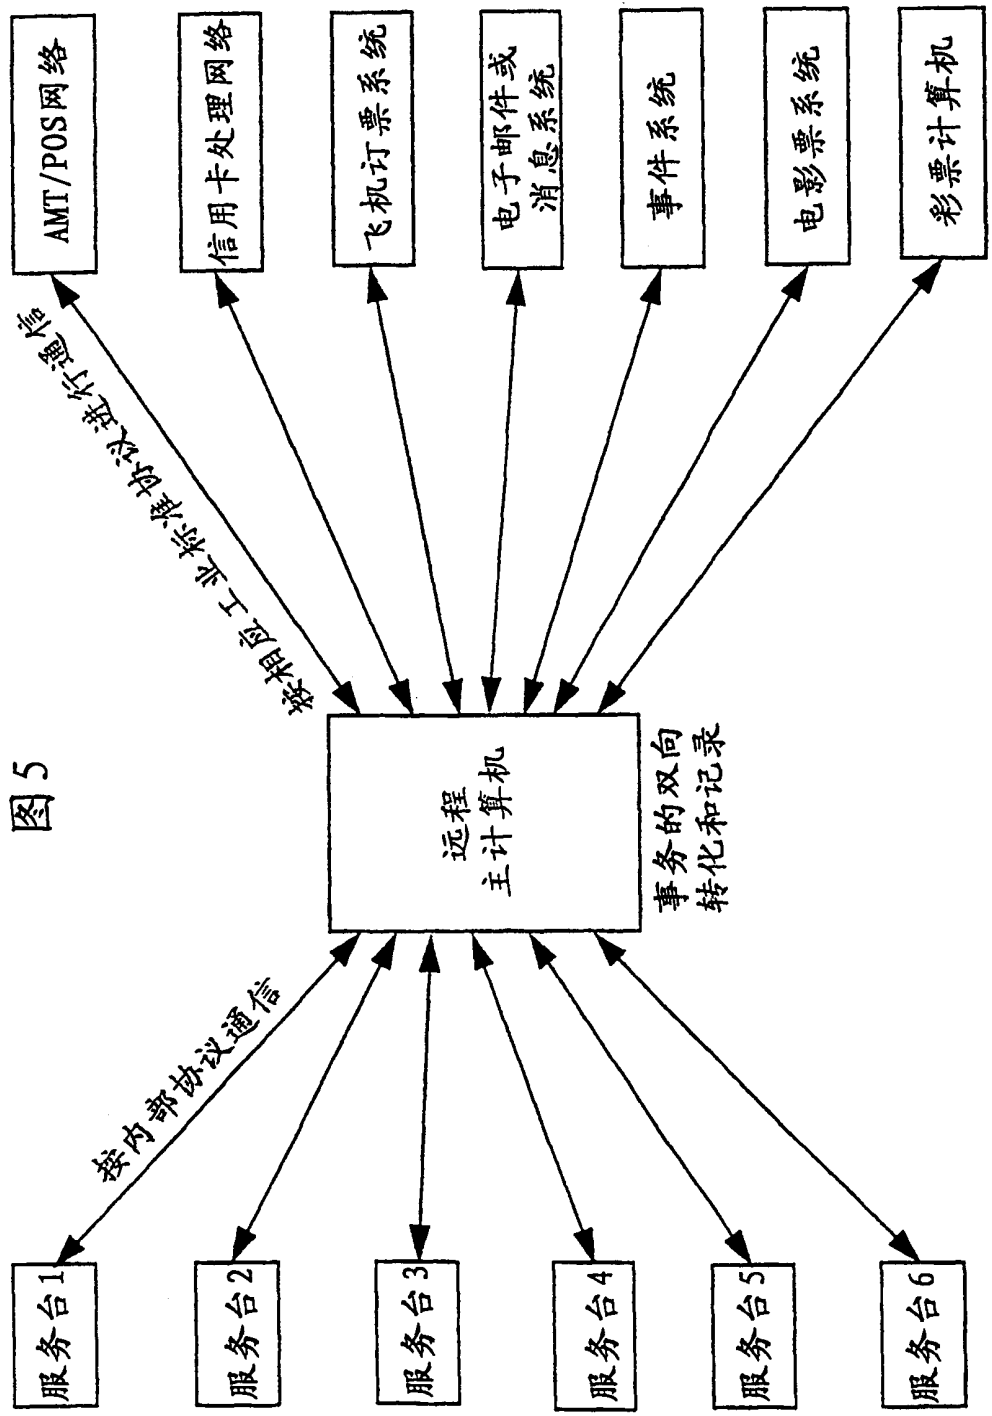 图5
服务台1
服务台2
服务台3
服务台4
服务台5
服务台6
按内部协议通信
远程
主计算机
事务的双向
转化和记录
按相应工业标准协议进行通信
AMT/POS网络
信用卡处理网络
飞机订票系统
电子邮件或
消息系统
事件系统
电影票系统
彩票计算机